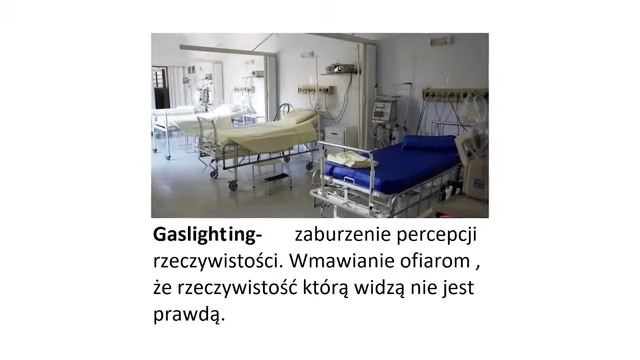 Gaslighting- zaburzenie percepcji
rzeczywistości. Wmawianie ofiarom ,
że rzeczywistość którą widzą nie jest
prawdą.